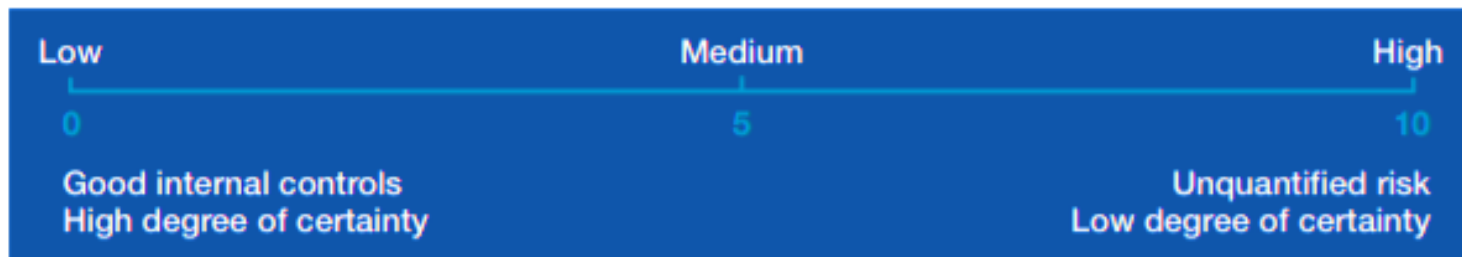 Low Medium High
0 5 10
Good internal controls Unquantified risk
High degree of certainty Low degree of certainty